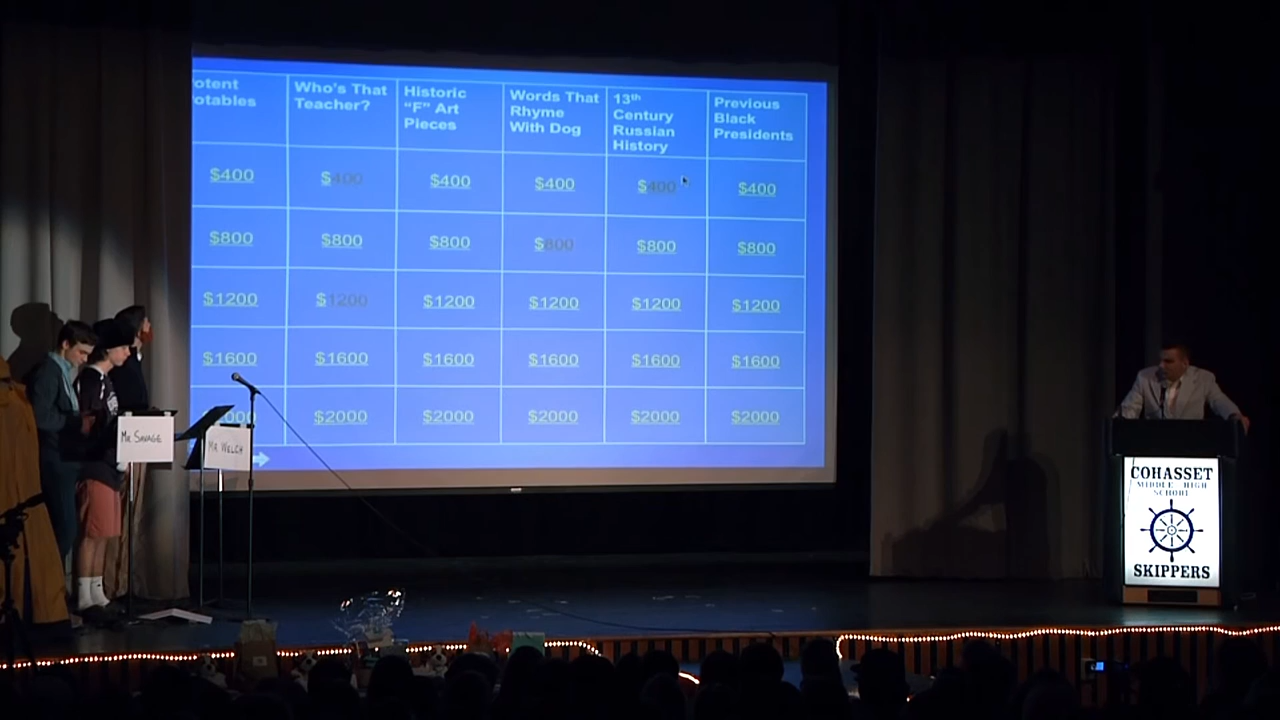 otent Who's That Historic Words That 13th Previous
otables Teacher? "F" Art Rhyme Century Black
Pieces With Dog Russian Presidents
History
$400 $400 $400 $400 $400 $400
$800 $800 $800 $800 $800 $800
$1200 $1200 $1200 $1200 $1200 $1200
$1600 $1600 $1600 $1600 $1600 $1600
$2000 $2000 $2000 $2000 $2000
MR SAVAGE
MR WELCH
COHASSET
MIDDLE HIGH
SCHOOL
SKIPPERS